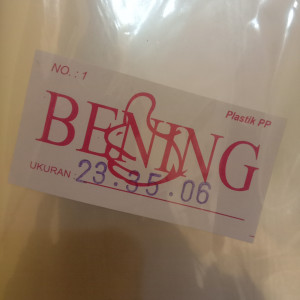 NO. : 1
Plastik PP
BENING
UKURAN 23.35.06